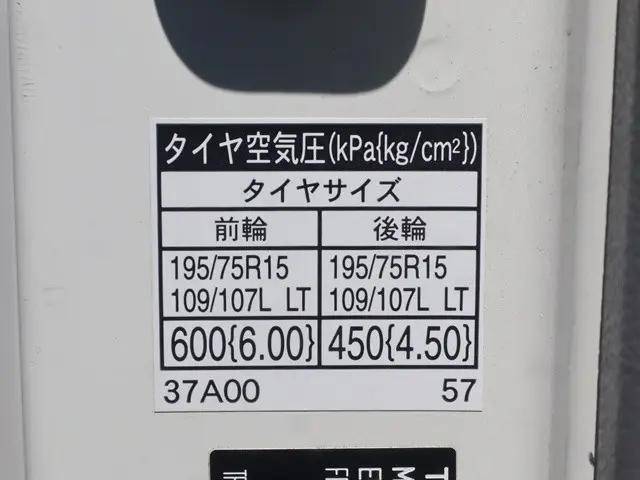 タイヤ空気圧(kPa{kg/cm²})
タイヤサイズ
前輪 後輪
195/75R15 195/75R15
109/107L LT 109/107L LT
600{6.00} 450{4.50}
37A00 57